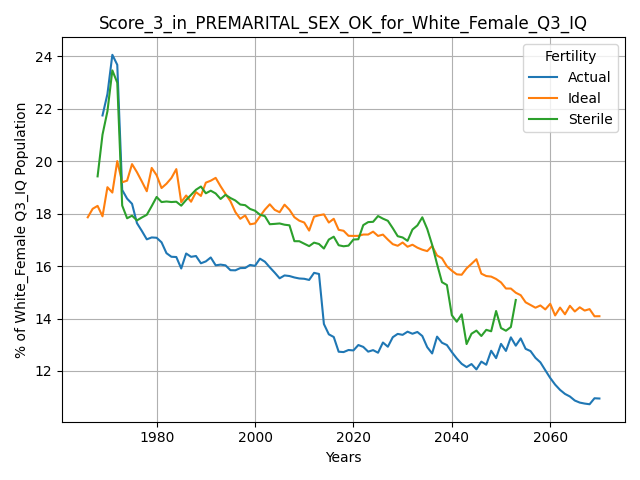 Score_3_in_PREMARITAL_SEX_OK_for_White_Female_Q3_IQ
Fertility
Actual
Ideal
Sterile
% of White_Female Q3_IQ Population
24
22
20
18
16
14
12
1980
2000
2020
2040
2060
Years